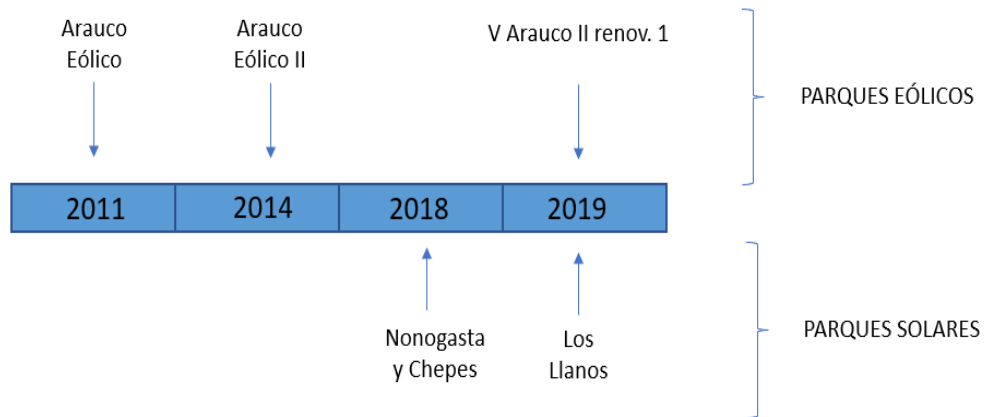 Arauco
Eólico
Arauco
Eólico II
V Arauco II renov. 1
PARQUES EÓLICOS
2011
2014
2018
2019
Nonogasta
y Chepes
Los
Llanos
PARQUES SOLARES